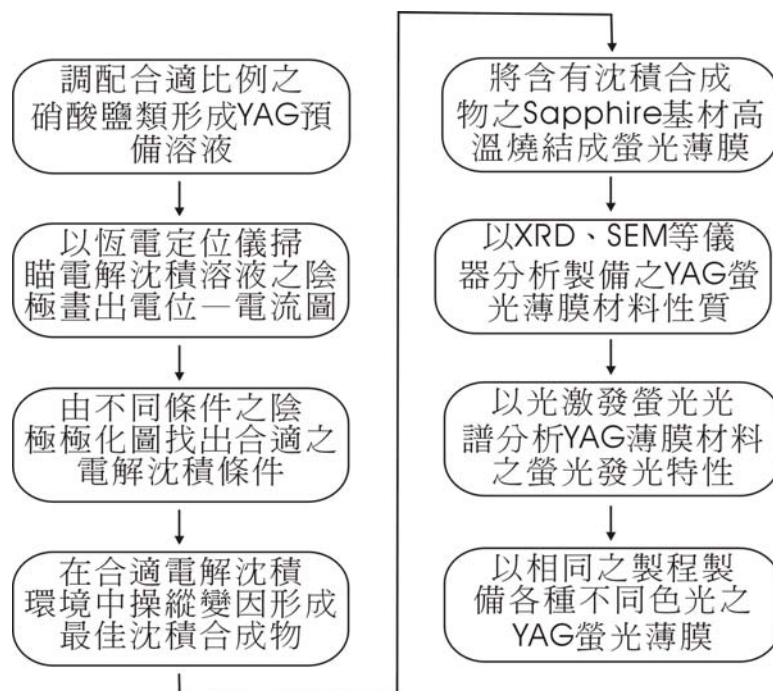 調配合適比例之
硝酸鹽類形成YAG預
備溶液
以恆電定位儀掃
瞄電解沈積溶液之陰
極畫出電位－電流圖
由不同條件之陰
極極化圖找出合適之
電解沈積條件
在合適電解沈積
環境中操縱變因形成
最佳沈積合成物
將含有沈積合成
物之Sapphire基材高
溫燒結成螢光薄膜
以XRD、SEM等儀
器分析製備之YAG螢
光薄膜材料性質
以光激發螢光光
譜分析YAG薄膜材料
之螢光發光特性
以相同之製程製
備各種不同色光之
YAG螢光薄膜